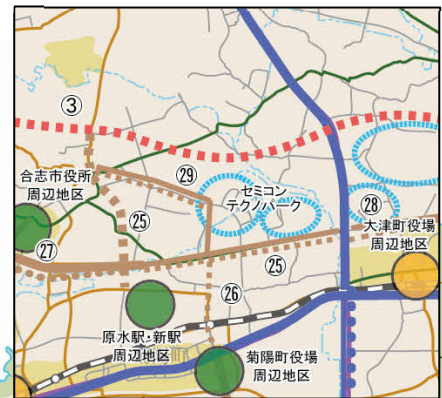 ③
合志市役所
周辺地区
㉙
セミコン
テクノパーク
㉕
㉘
大津町役場
周辺地区
㉗
㉕
㉖
原水駅・新駅
周辺地区
菊陽町役場
周辺地区